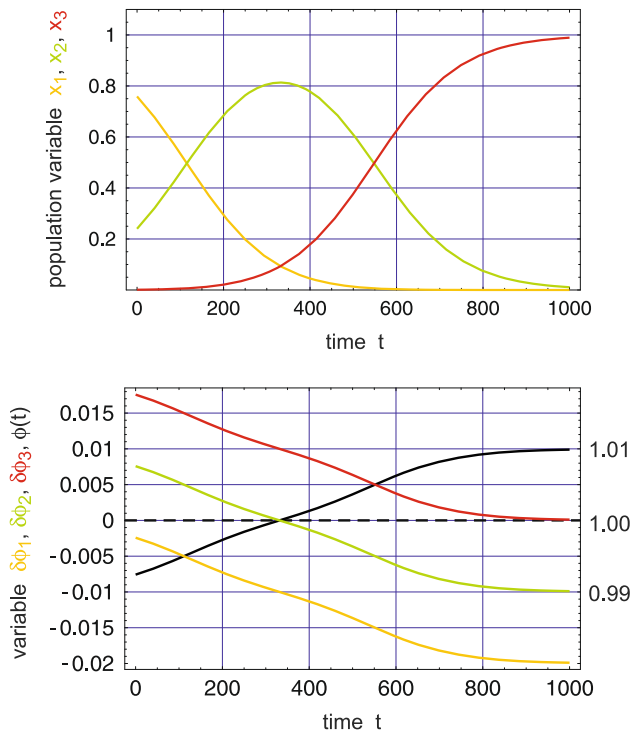 population variable x1, x2, x3
1
0.8
0.6
0.4
0.2
0 200 400 600 800 1000
time t
variable δϕ1, δϕ2, δϕ3, ϕ(t)
0.015
0.010
0.005
0
-0.005
-0.01
-0.015
-0.02
1.01
1.00
0.99
0 200 400 600 800 1000
time t